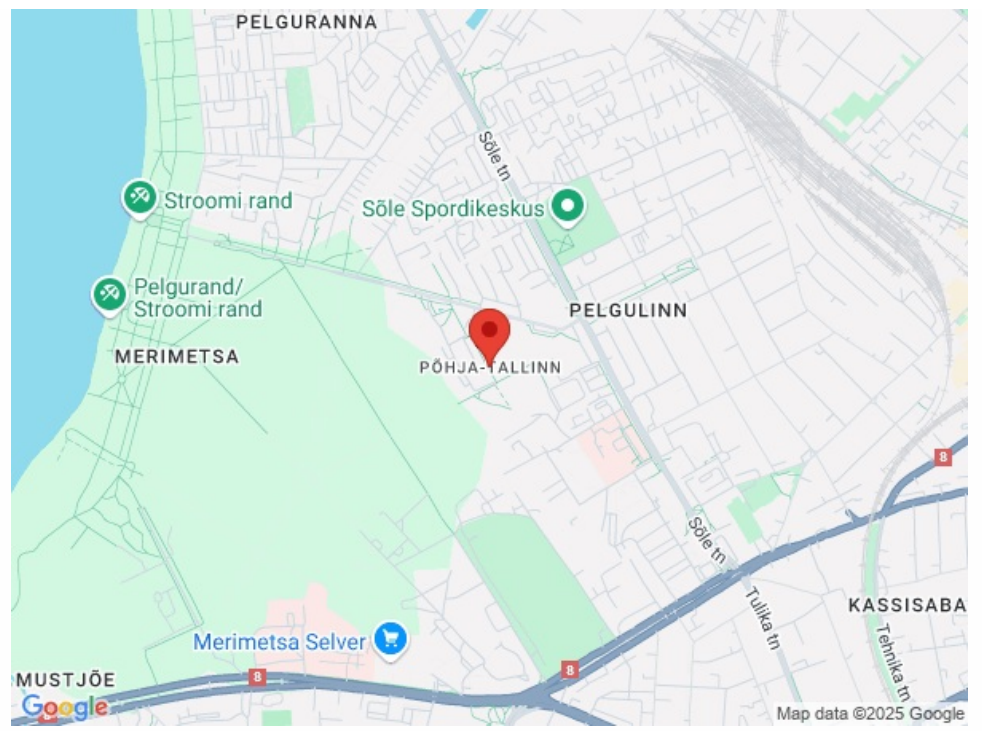 PELGURANNA
Sõle tn
Stroomi rand
Sõle Spordikeskus
Pelgurand/
Stroomi rand
PELGULINN
MERIMETSA
PÕHJA-TALLINN
8
Sõle tn
Tulika tn
KASSISABA
Tehnika tn
Merimetsa Selver
8
8
MUSTJÕE
8
Google
Map data ©2025 Google